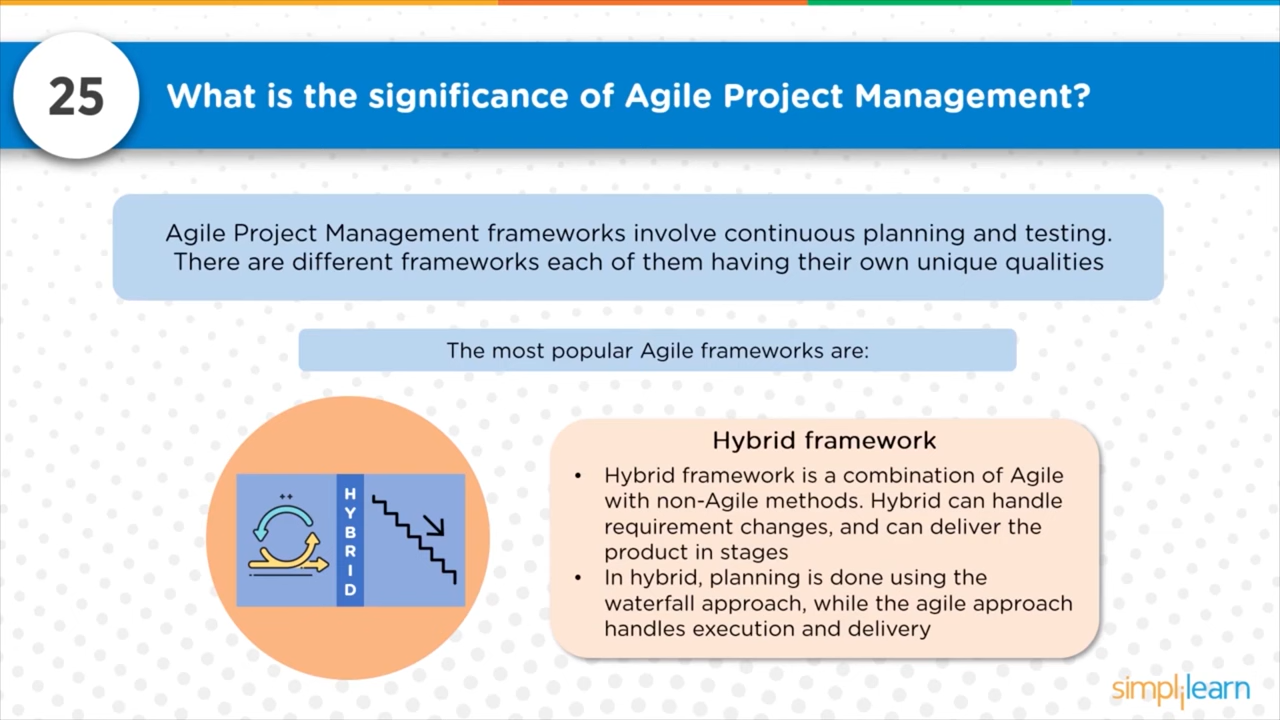 25
What is the significance of Agile Project Management?
Agile Project Management frameworks involve continuous planning and testing.
There are different frameworks each of them having their own unique qualities
The most popular Agile frameworks are:
HYBRID
Hybrid framework
• Hybrid framework is a combination of Agile
with non-Agile methods. Hybrid can handle
requirement changes, and can deliver the
product in stages
• In hybrid, planning is done using the
waterfall approach, while the agile approach
handles execution and delivery
simplilearn